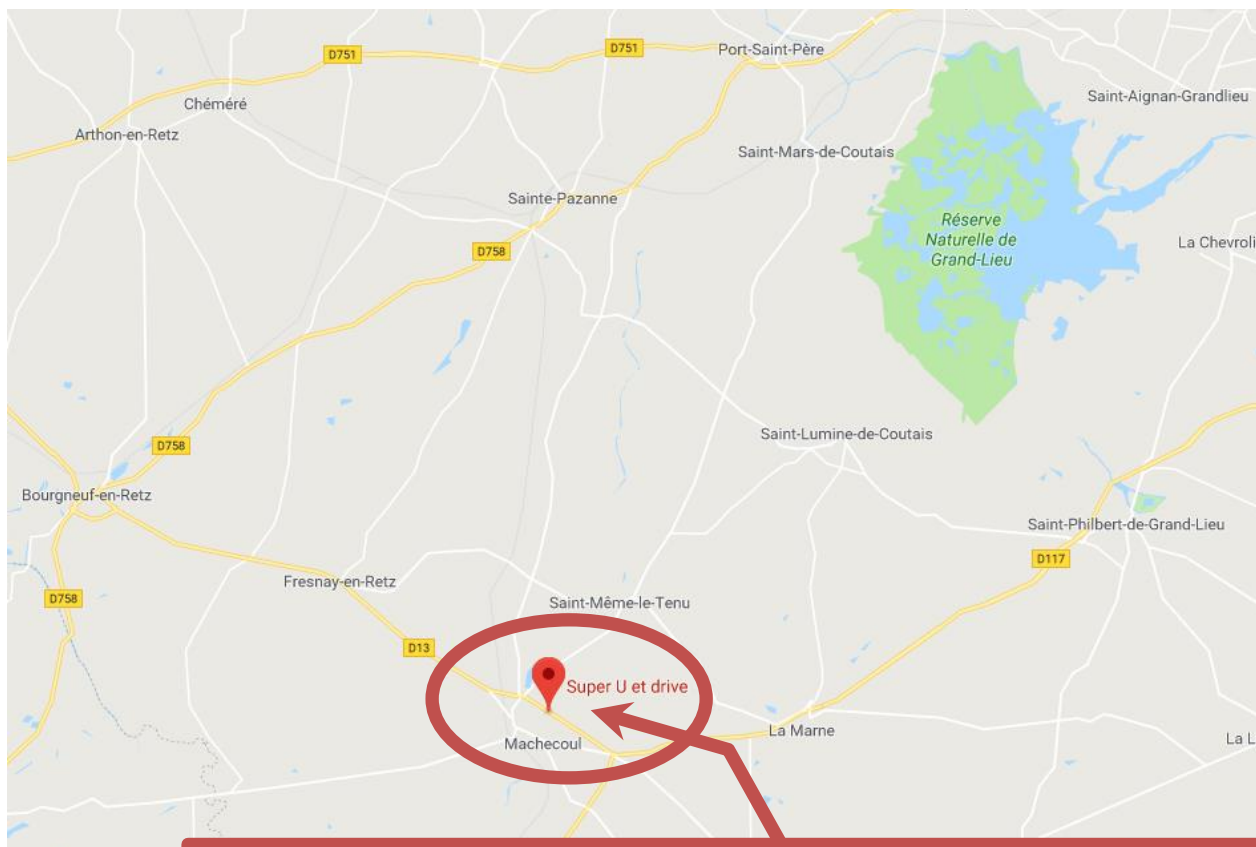 D751
D751
Port-Saint-Père
Chéméré
Saint-Aignan-Grandlieu
Arthon-en-Retz
Saint-Mars-de-Coutais
Sainte-Pazanne
Réserve
Naturelle de
Grand-Lieu
La Chevroli
D758
D758
Saint-Lumine-de-Coutais
Bourgneuf-en-Retz
Saint-Philbert-de-Grand-Lieu
D117
Fresnay-en-Retz
D758
Saint-Même-le-Tenu
D13
Super U et drive
La Marne
Machecoul
La L